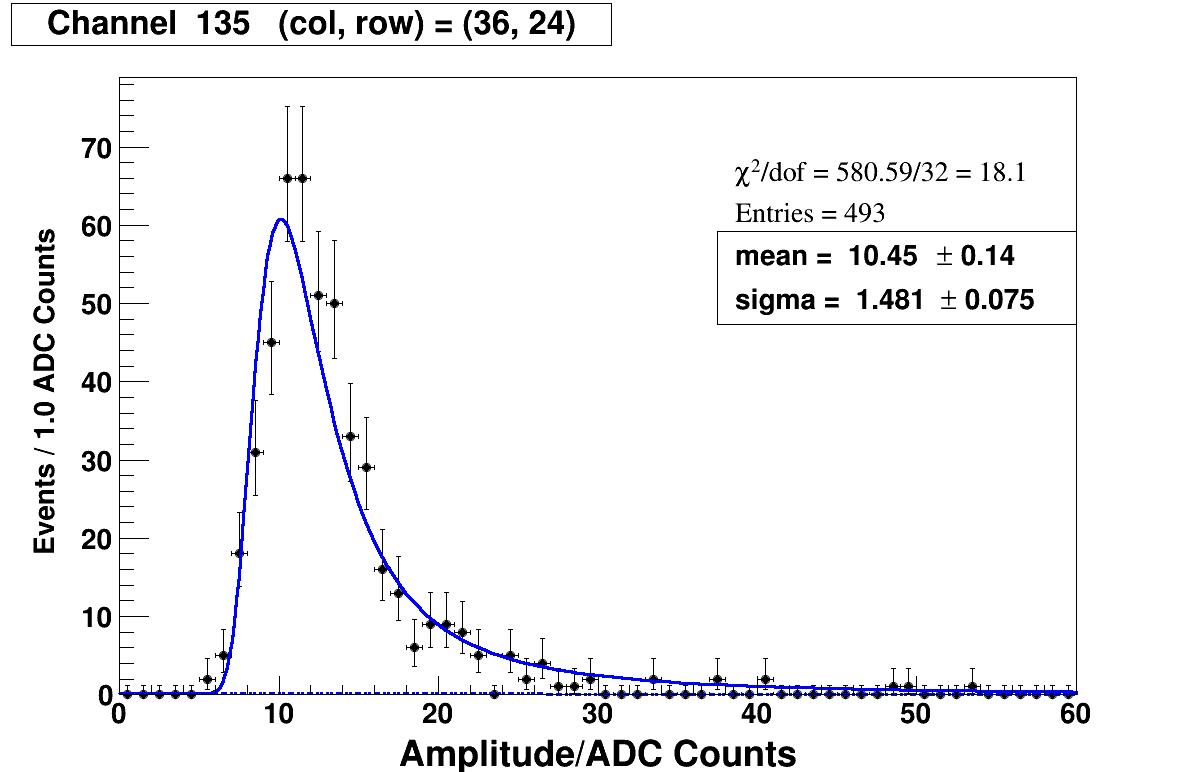 Channel 135 (col, row) = (36, 24)
χ²/dof = 580.59/32 = 18.1
Entries = 493
mean = 10.45 ± 0.14
sigma = 1.481 ± 0.075
Events / 1.0 ADC Counts
70
60
50
40
30
20
10
0
0 10 20 30 40 50 60
Amplitude/ADC Counts